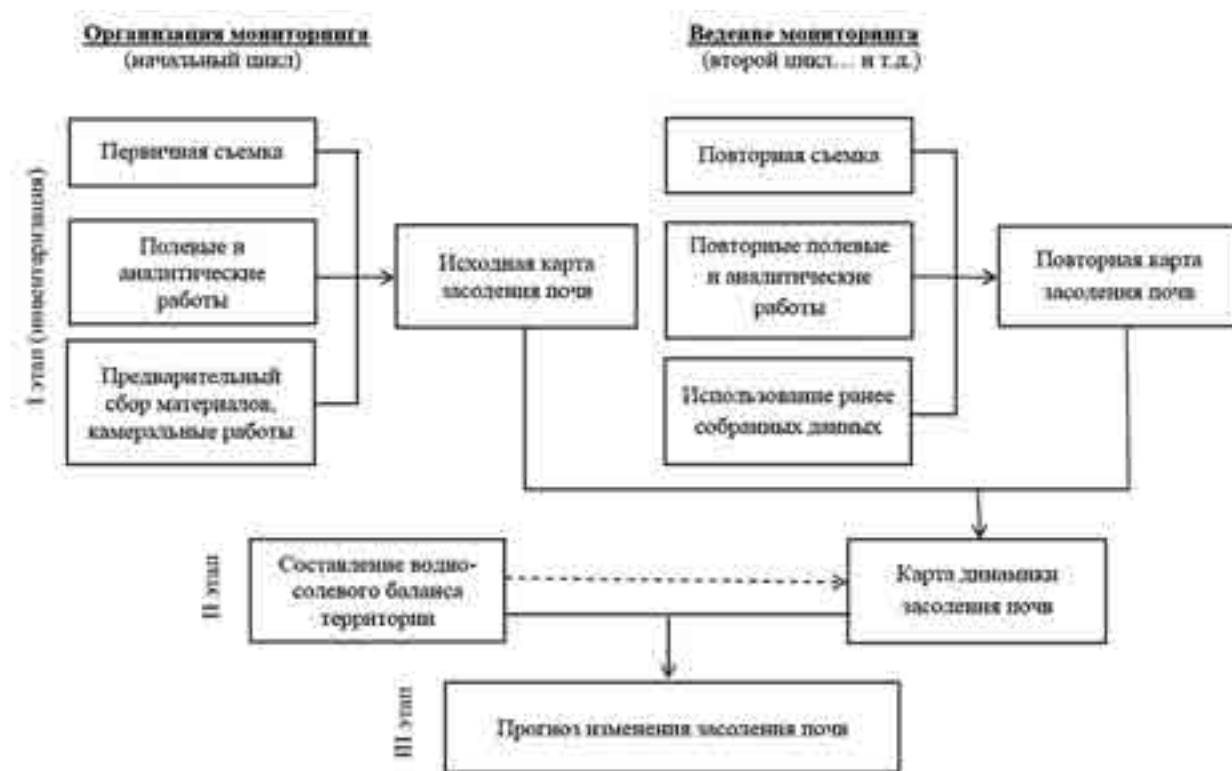 Организация мониторинга
(начальный цикл)
Ведение мониторинга
(второй цикл... и т.д.)
I этап (инвентаризация)
Первичная съемка
Полевые и
аналитические
работы
Предварительный
сбор материалов,
камеральные работы
Исходная карта
засоления почв
Повторная съемка
Повторные полевые
и аналитические
работы
Использование ранее
собранных данных
Повторная карта
засоления почв
II этап
Составление водно-
солевого баланса
территории
Карта динамики
засоления почв
III этап
Прогноз изменения засоления почв